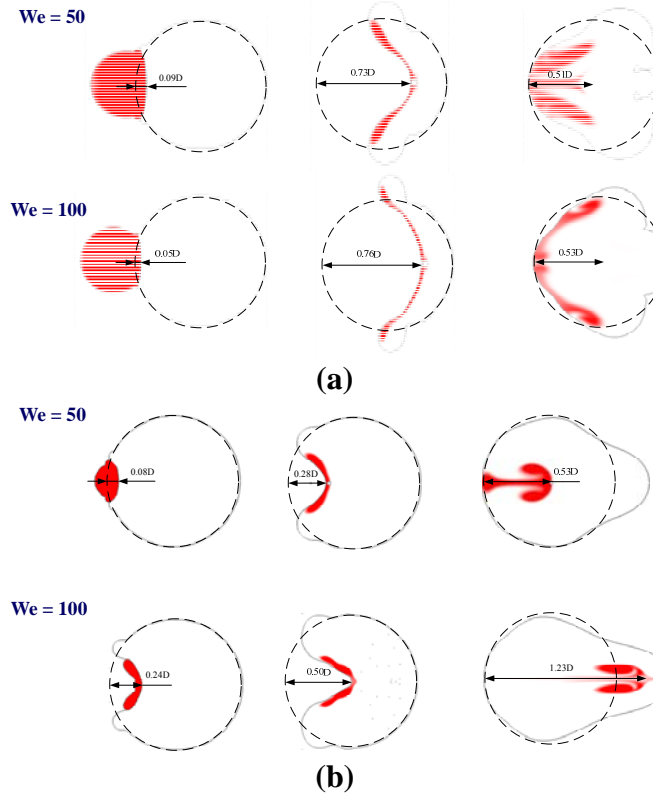 We = 50
0.09D
0.73D
0.51D
We = 100
0.05D
0.76D
0.53D
(a)
We = 50
0.08D
0.28D
0.53D
We = 100
0.24D
0.50D
1.23D
(b)